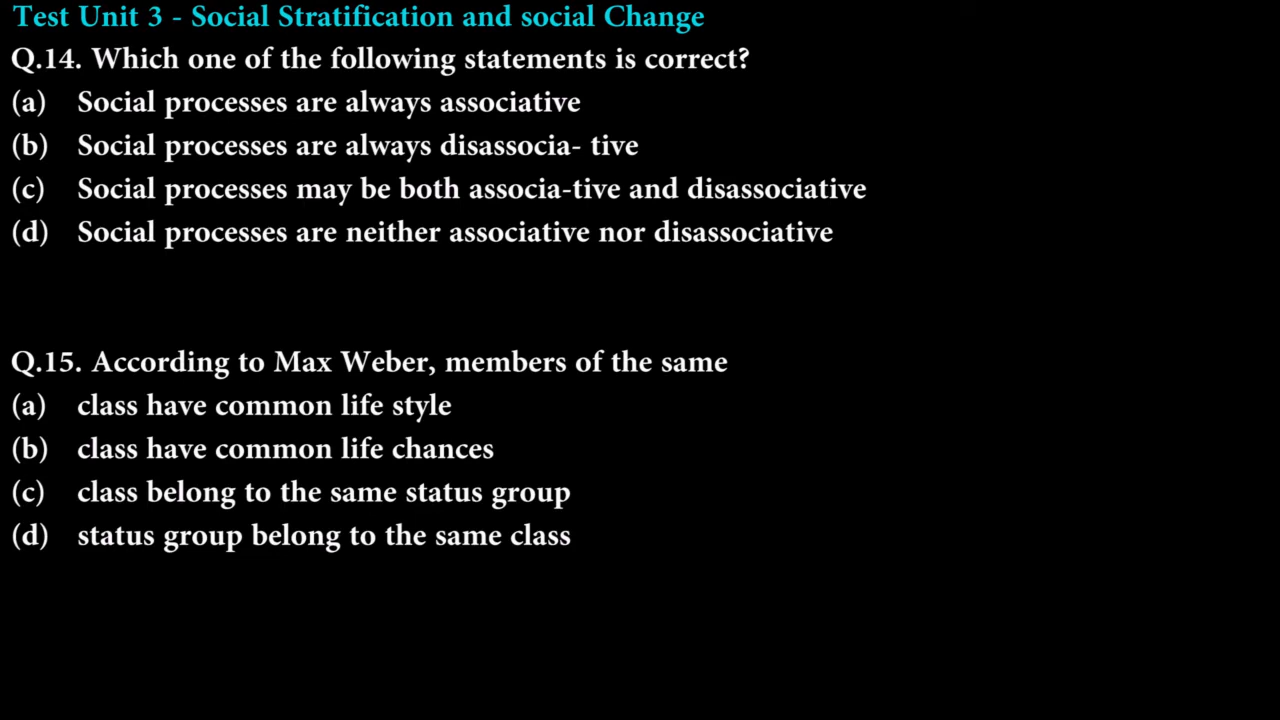 Test Unit 3 - Social Stratification and social Change
Q.14. Which one of the following statements is correct?
(a) Social processes are always associative
(b) Social processes are always disassocia- tive
(c) Social processes may be both associa-tive and disassociative
(d) Social processes are neither associative nor disassociative
Q.15. According to Max Weber, members of the same
(a) class have common life style
(b) class have common life chances
(c) class belong to the same status group
(d) status group belong to the same class